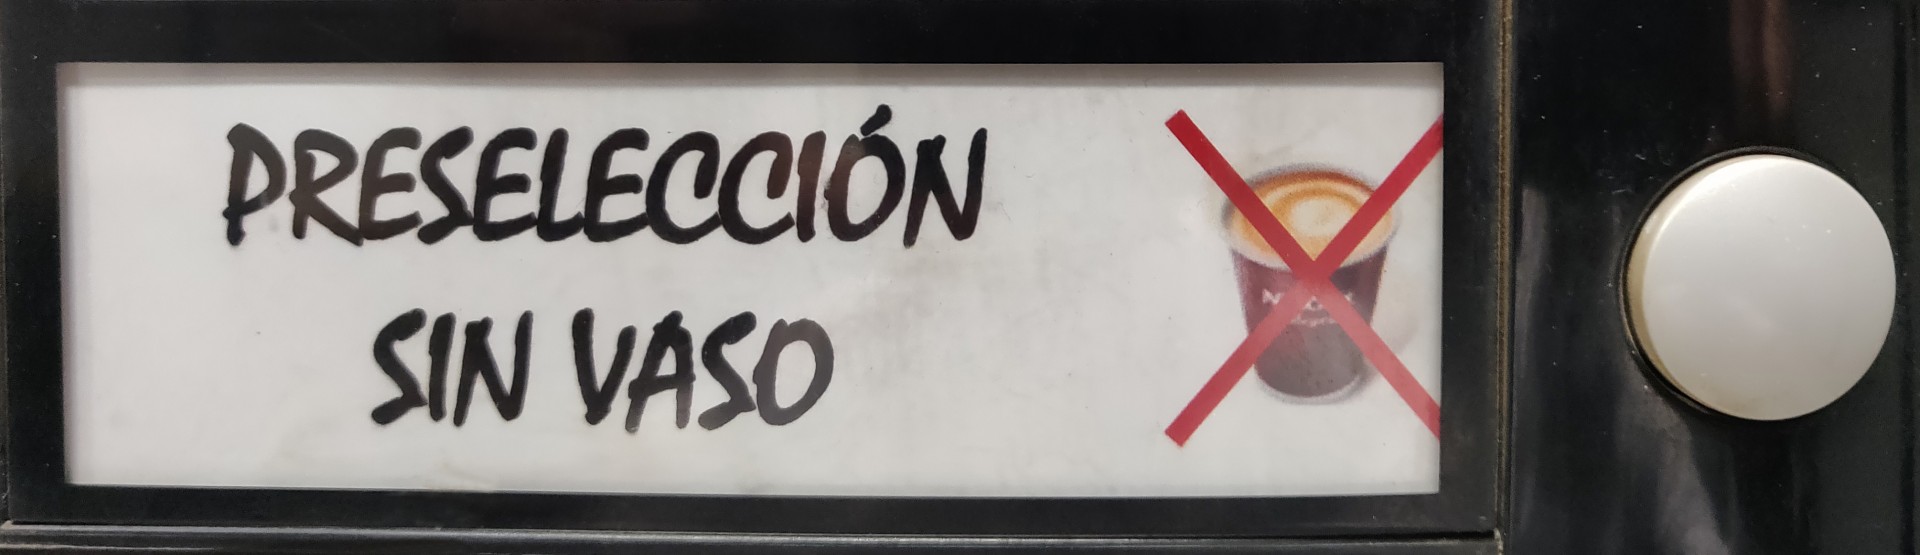 PRESELECCIÓN
SIN VASO